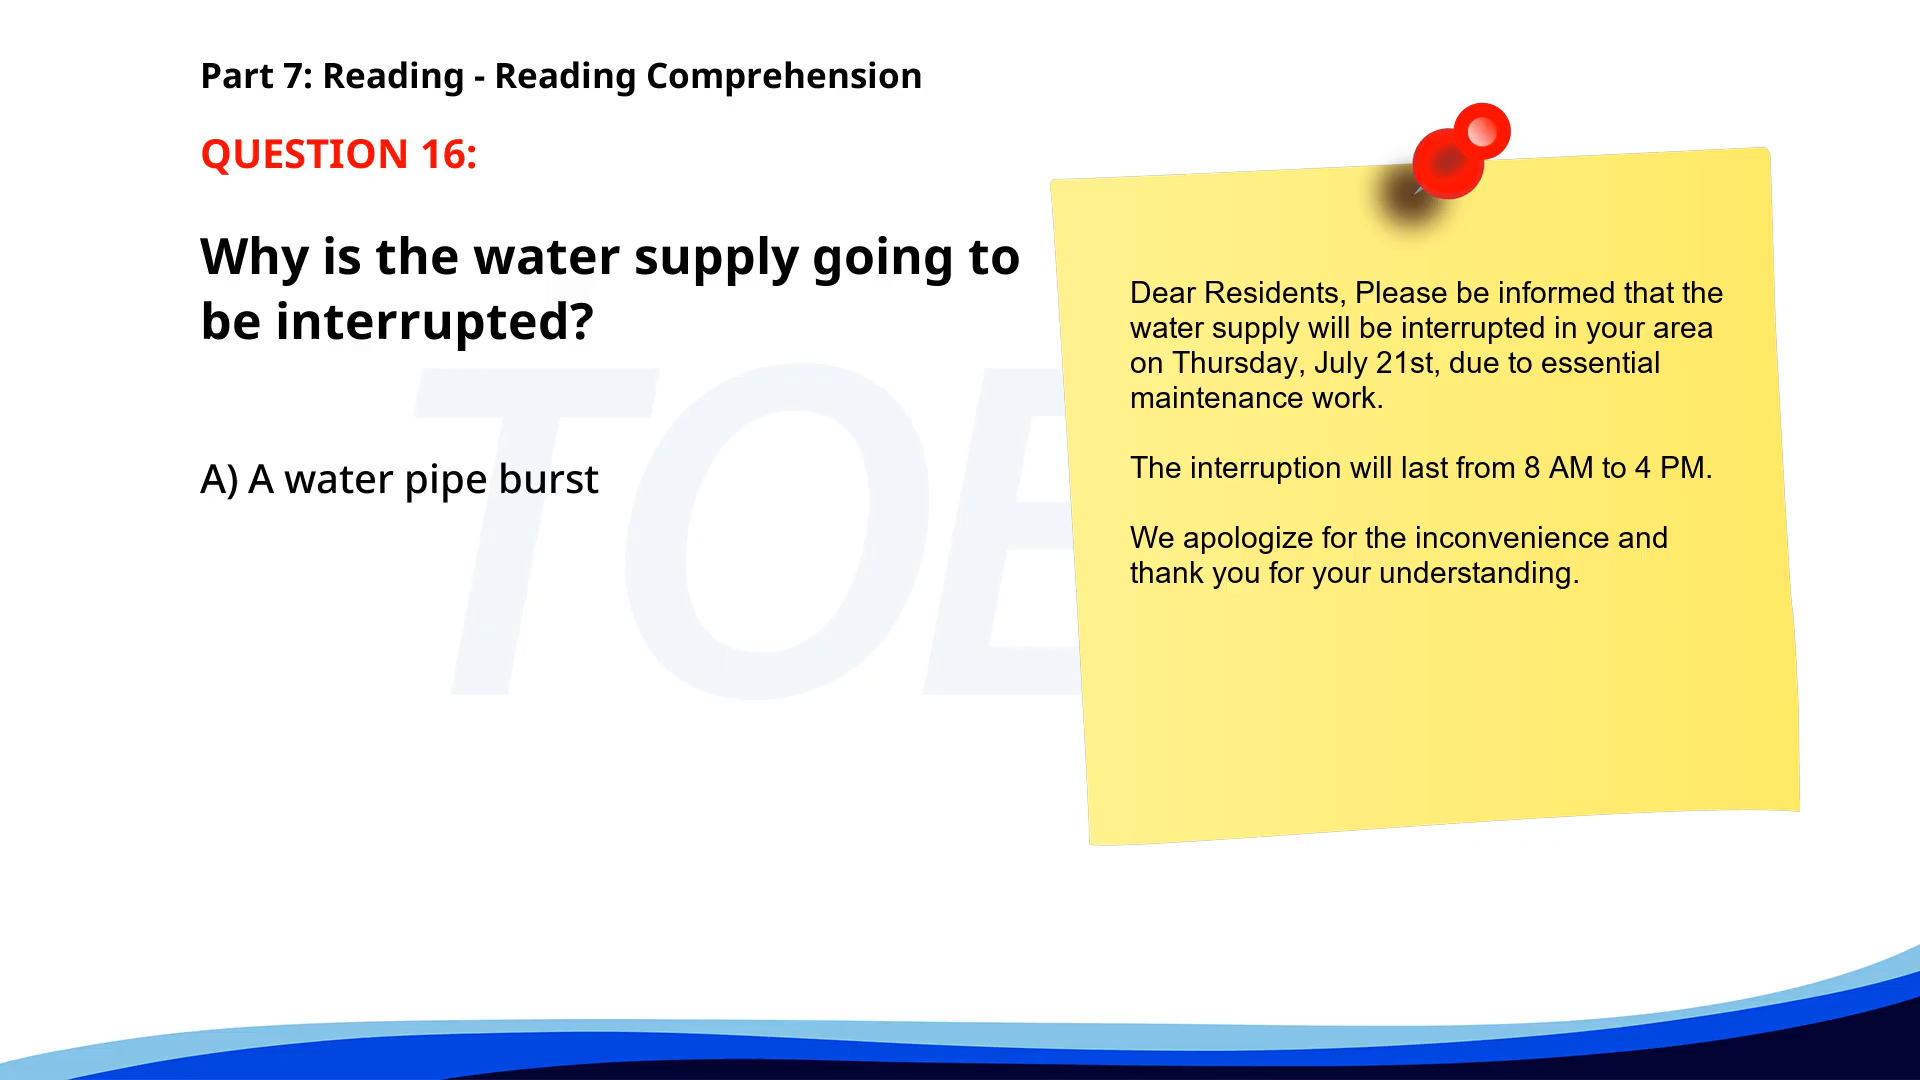 Part 7: Reading - Reading Comprehension
QUESTION 16:
Why is the water supply going to
be interrupted?
A) A water pipe burst
Dear Residents, Please be informed that the
water supply will be interrupted in your area
on Thursday, July 21st, due to essential
maintenance work.
The interruption will last from 8 AM to 4 PM.
We apologize for the inconvenience and
thank you for your understanding.